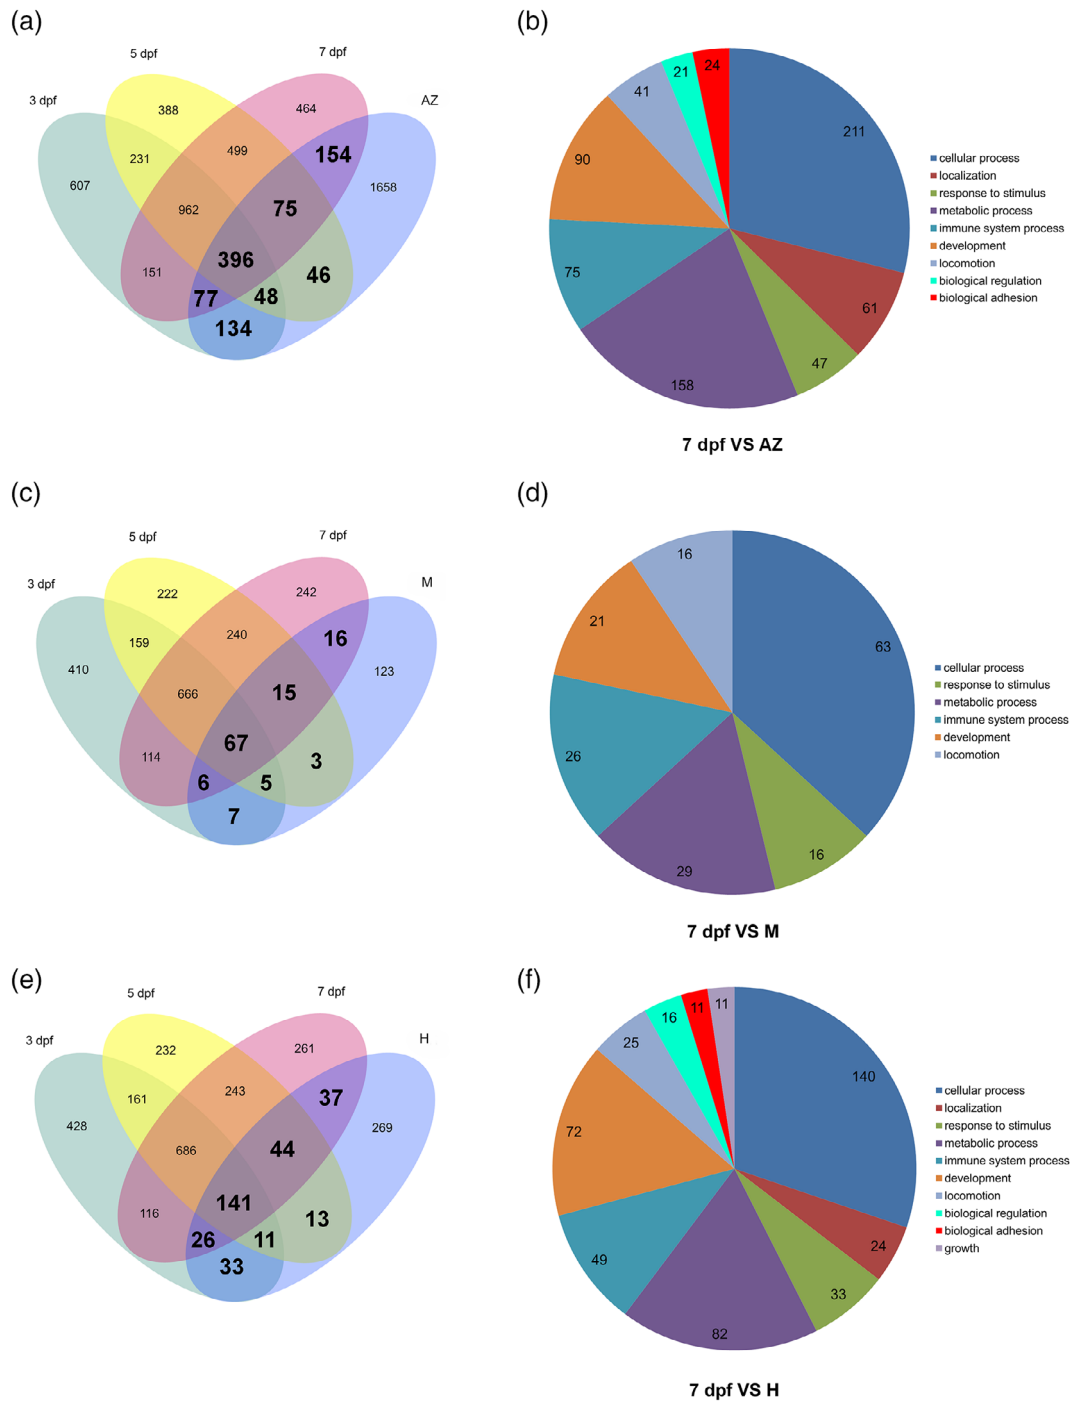 (a)
5 dpf
7 dpf
3 dpf
AZ
388
464
231
499
154
607
1658
962
75
396
151
46
77
48
134
(b)
24
21
41
211
90
75
61
47
158
cellular process
localization
response to stimulus
metabolic process
immune system process
development
locomotion
biological regulation
biological adhesion
7 dpf VS AZ
(c)
5 dpf
7 dpf
3 dpf
M
222
242
159
240
16
410
123
666
15
67
114
3
6
5
7
(d)
16
21
63
26
16
29
cellular process
response to stimulus
metabolic process
immune system process
development
locomotion
7 dpf VS M
(e)
5 dpf
7 dpf
3 dpf
H
232
261
161
243
37
428
269
686
44
141
116
13
26
11
33
(f)
11
11
16
25
140
72
24
49
33
82
cellular process
localization
response to stimulus
metabolic process
immune system process
development
locomotion
biological regulation
biological adhesion
growth
7 dpf VS H